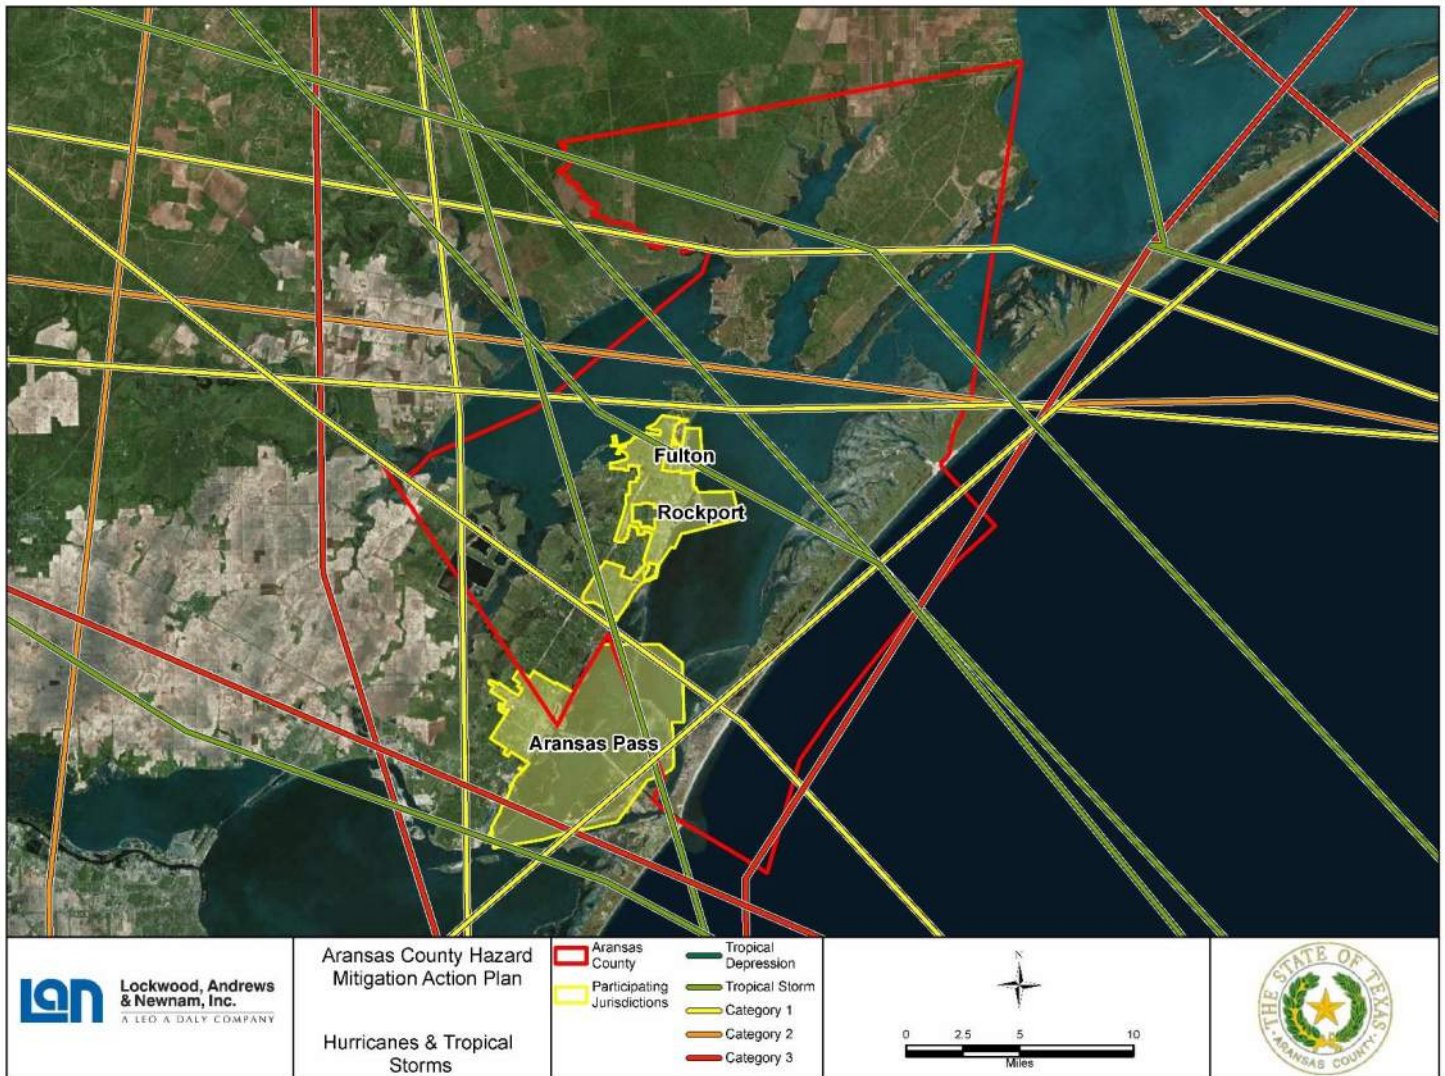 Fulton
Rockport
Aransas Pass
Lan
Lockwood, Andrews
& Newnam, Inc.
A LEO A DALY COMPANY
Aransas County Hazard
Mitigation Action Plan
Hurricanes & Tropical
Storms
Aransas
County
Participating
Jurisdictions
Tropical
Depression
Tropical Storm
Category 1
Category 2
Category 3
N
0 2.5 5 10
Miles
THE STATE OF TEXAS
ARANSAS COUNTY